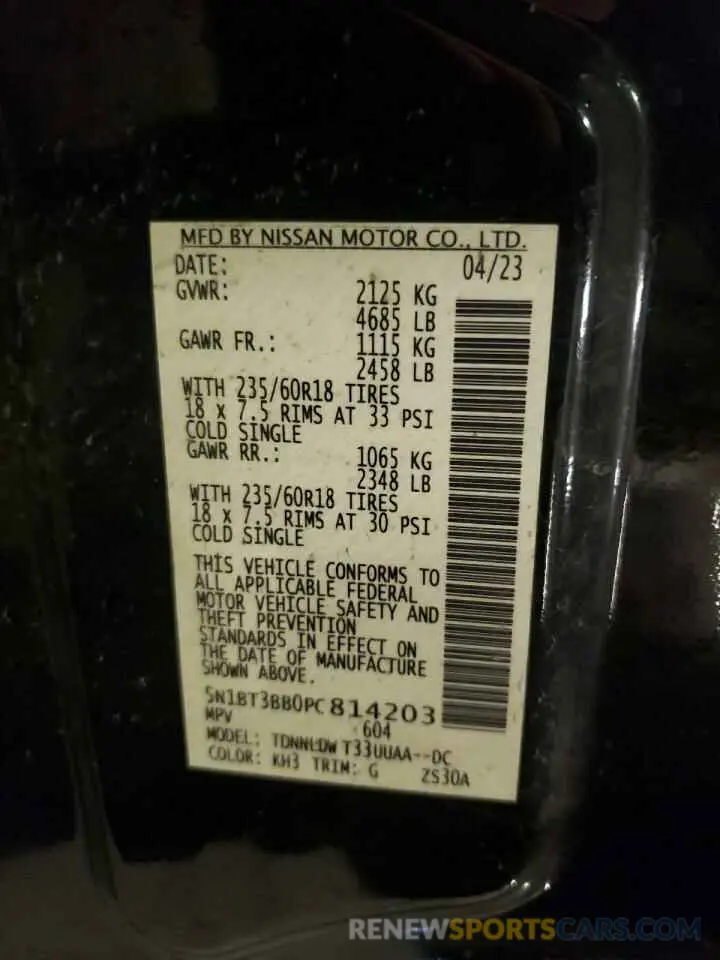 MFD BY NISSAN MOTOR CO., LTD.
DATE: 04/23
GVWR: 2125 KG
4685 LB
GAWR FR.: 1115 KG
2458 LB
WITH 235/60R18 TIRES
18 X 7.5 RIMS AT 33 PSI
COLD SINGLE
GAWR RR.: 1065 KG
2348 LB
WITH 235/60R18 TIRES
18 X 7.5 RIMS AT 30 PSI
COLD SINGLE
THIS VEHICLE CONFORMS TO
ALL APPLICABLE FEDERAL
MOTOR VEHICLE SAFETY AND
THEFT PREVENTION
STANDARDS IN EFFECT ON
THE DATE OF MANUFACTURE
SHOWN ABOVE.
5N1BT3BB0PC814203
MPV 604
MODEL: T33UUAA--DC
COLOR: KH3 TRIM: G ZS30A
RENEWSPORTSCARS.COM